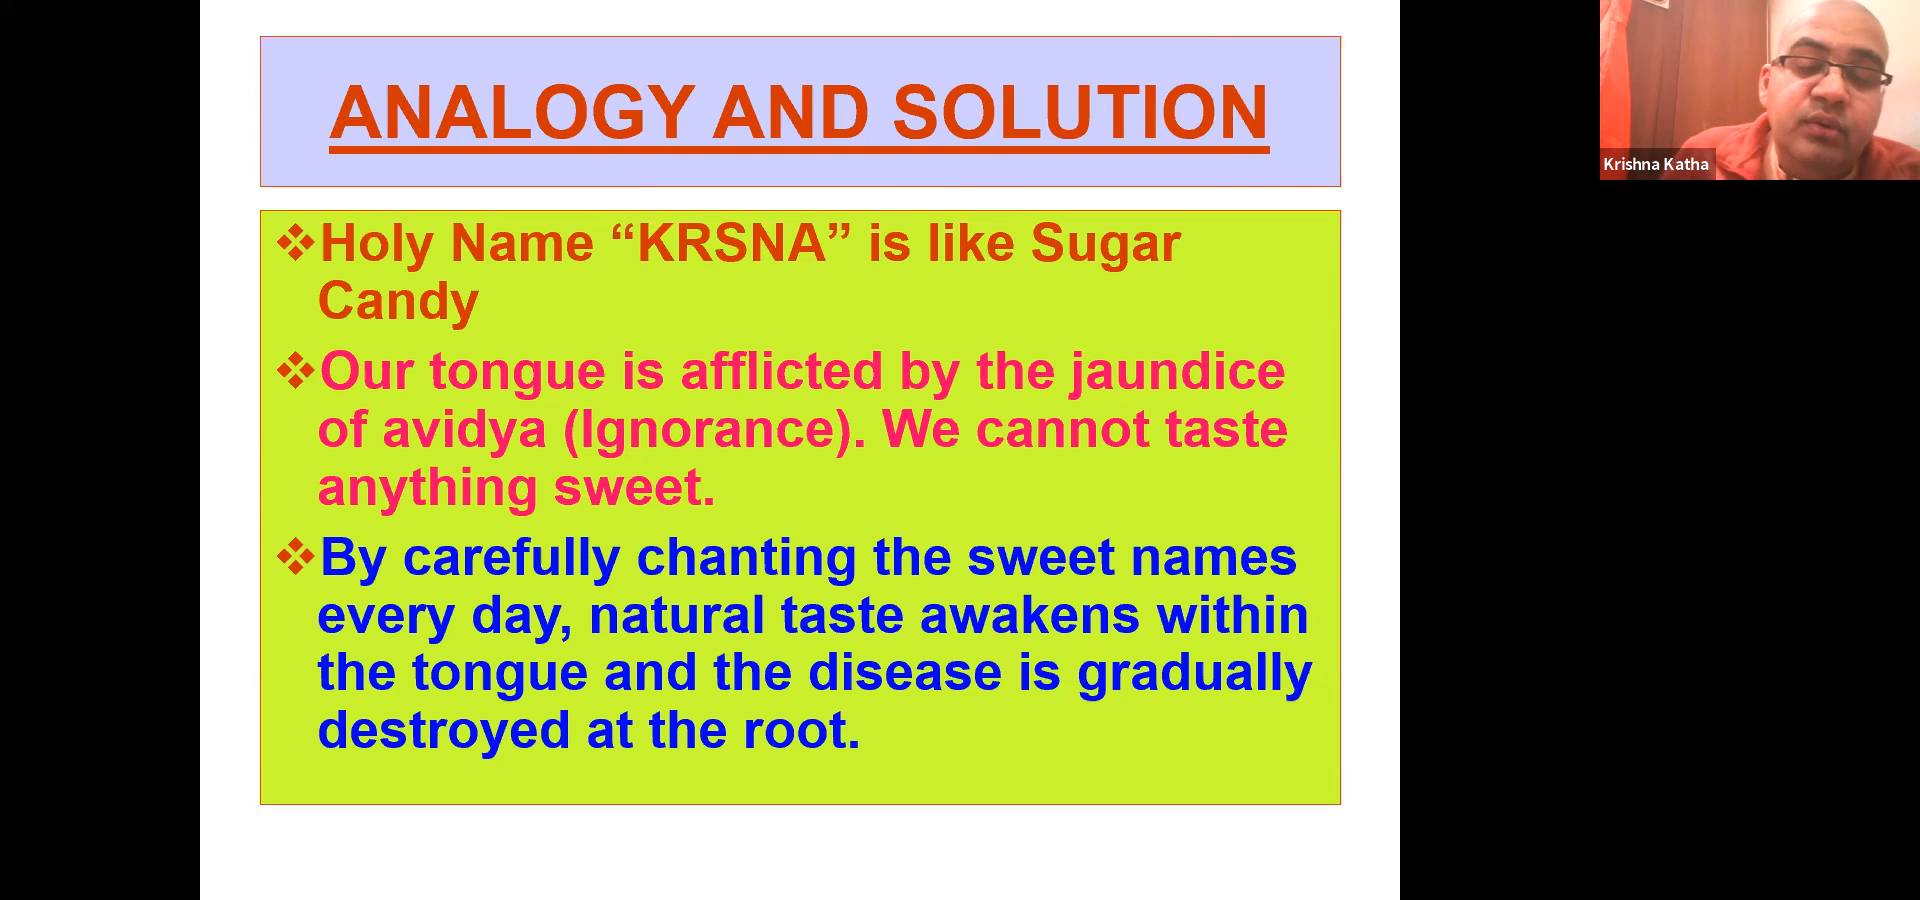 ANALOGY AND SOLUTION
❖Holy Name “KRSNA” is like Sugar
Candy
❖Our tongue is afflicted by the jaundice
of avidya (Ignorance). We cannot taste
anything sweet.
❖By carefully chanting the sweet names
every day, natural taste awakens within
the tongue and the disease is gradually
destroyed at the root.
Krishna Katha